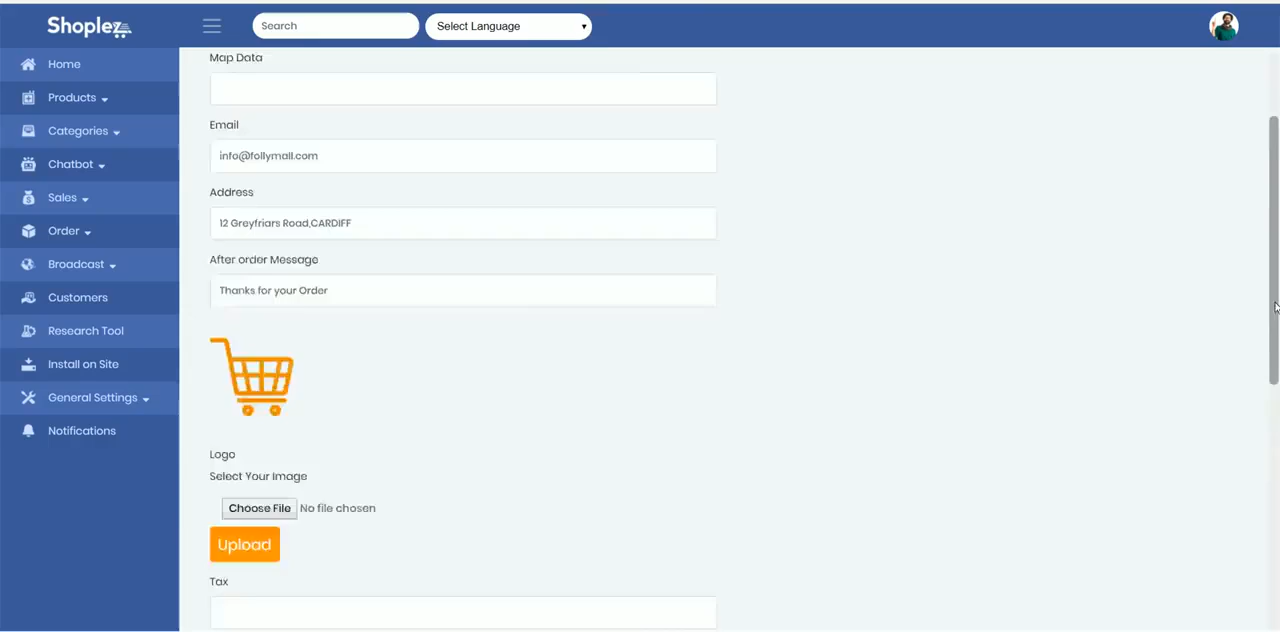 Shoplez
Search
Select Language
Home
Products
Categories
Chatbot
Sales
Order
Broadcast
Customers
Research Tool
Install on Site
General Settings
Notifications
Map Data
Email
info@follymall.com
Address
12 Greyfriars Road,CARDIFF
After order Message
Thanks for your Order
Logo
Select Your Image
Choose File No file chosen
Upload
Tax